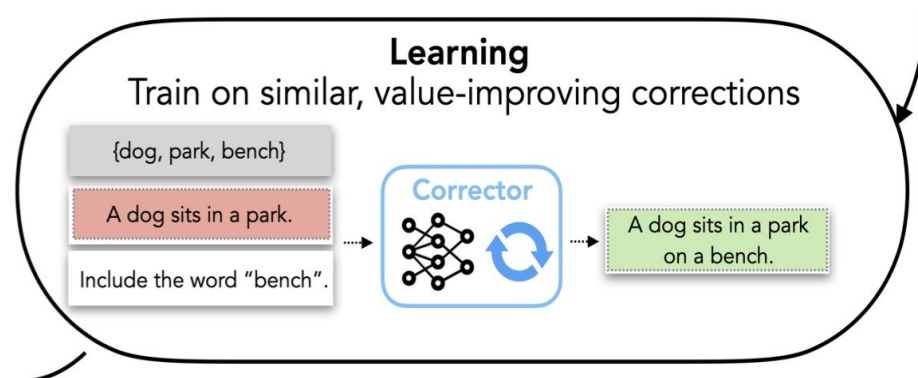 Learning
Train on similar, value-improving corrections
{dog, park, bench}
A dog sits in a park.
Include the word “bench”.
Corrector
A dog sits in a park
on a bench.